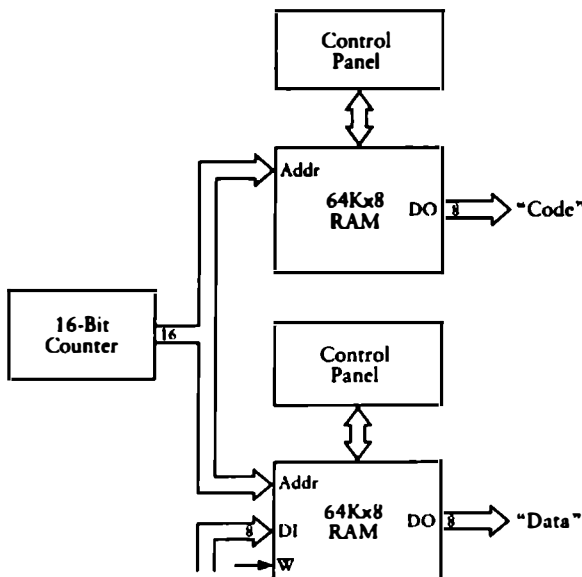 Control
Panel
Addr
64Kx8
RAM
DO
8
"Code"
16-Bit
Counter
16
Control
Panel
Addr
64Kx8
RAM
DI
8
DO
8
"Data"
W